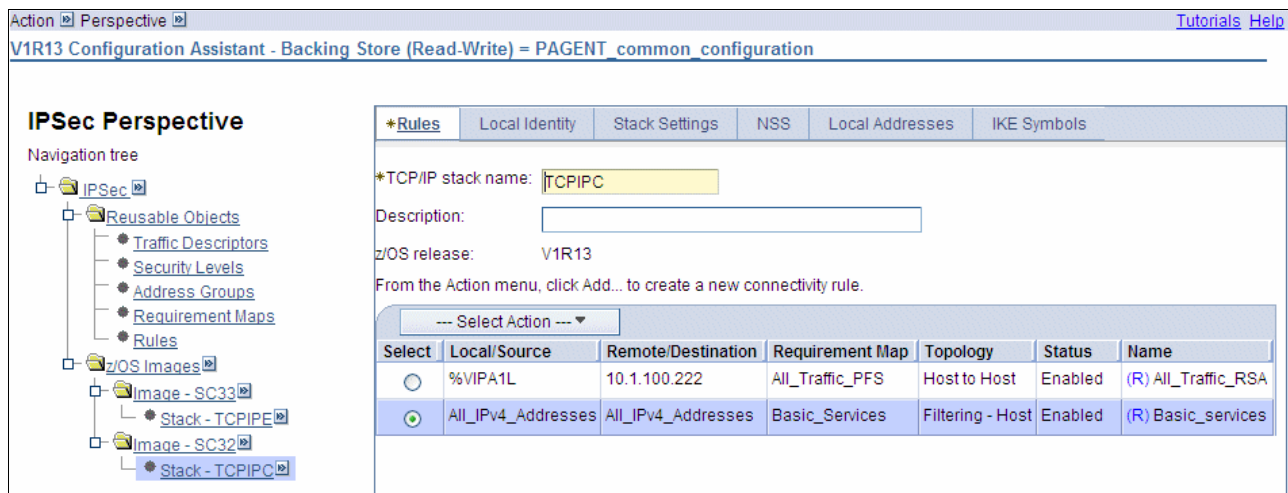 Action Perspective Tutorials Help
V1R13 Configuration Assistant - Backing Store (Read-Write) = PAGENT_common_configuration
IPSec Perspective
Navigation tree
IPSec
Reusable Objects
Traffic Descriptors
Security Levels
Address Groups
Requirement Maps
Rules
z/OS Images
Image - SC33
Stack - TCPIPE
Image - SC32
Stack - TCPIPC
*Rules Local Identity Stack Settings NSS Local Addresses IKE Symbols
*TCP/IP stack name: TCPIPC
Description:
z/OS release: V1R13
From the Action menu, click Add... to create a new connectivity rule.
--- Select Action ---
Select Local/Source Remote/Destination Requirement Map Topology Status Name
%VIPA1L 10.1.100.222 All_Traffic_PFS Host to Host Enabled (R) All_Traffic_RSA
All_IPv4_Addresses All_IPv4_Addresses Basic_Services Filtering - Host Enabled (R) Basic_services